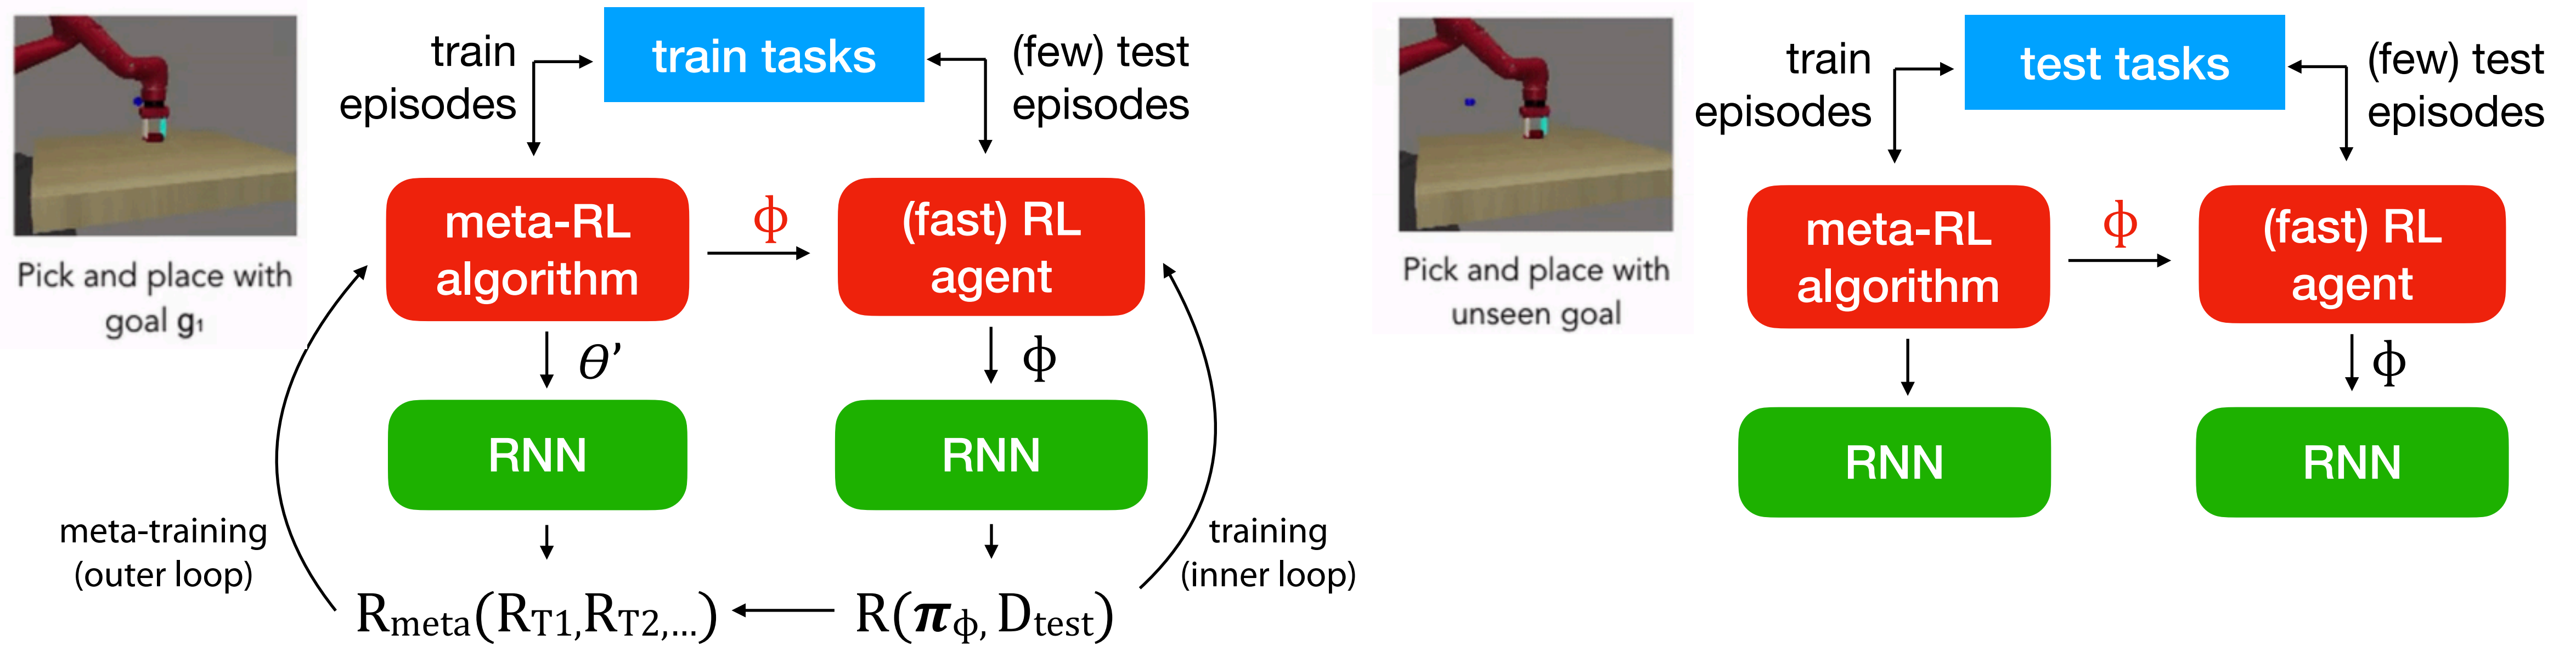 train
episodes
train tasks
(few) test
episodes
meta-RL
algorithm
ϕ
(fast) RL
agent
Pick and place with
goal g₁
θ’
ϕ
RNN
RNN
meta-training
(outer loop)
training
(inner loop)
Rmeta(RT1,RT2,...)
R(πϕ, Dtest)
train
episodes
test tasks
(few) test
episodes
meta-RL
algorithm
ϕ
(fast) RL
agent
Pick and place with
unseen goal
ϕ
RNN
RNN